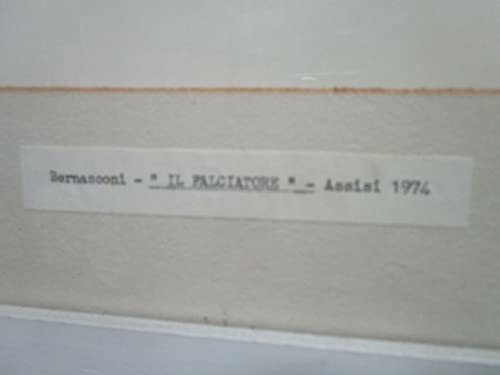 Bernasconi - " IL FALCIATORE " - Assisi 1974